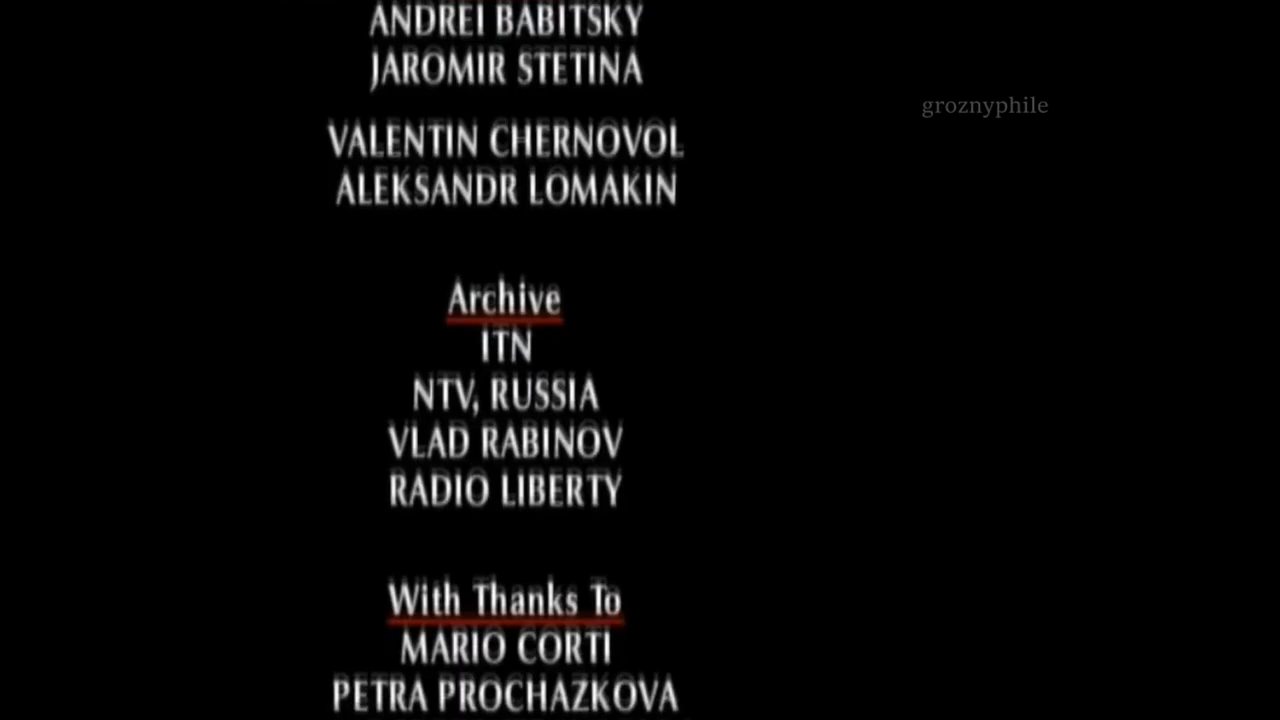 ANDREI BABITSKY
JAROMIR STETINA
groznyphile
VALENTIN CHERNOVOL
ALEKSANDR LOMAKIN
Archive
ITN
NTV, RUSSIA
VLAD RABINOV
RADIO LIBERTY
With Thanks To
MARIO CORTI
PETRA PROCHAZKOVA